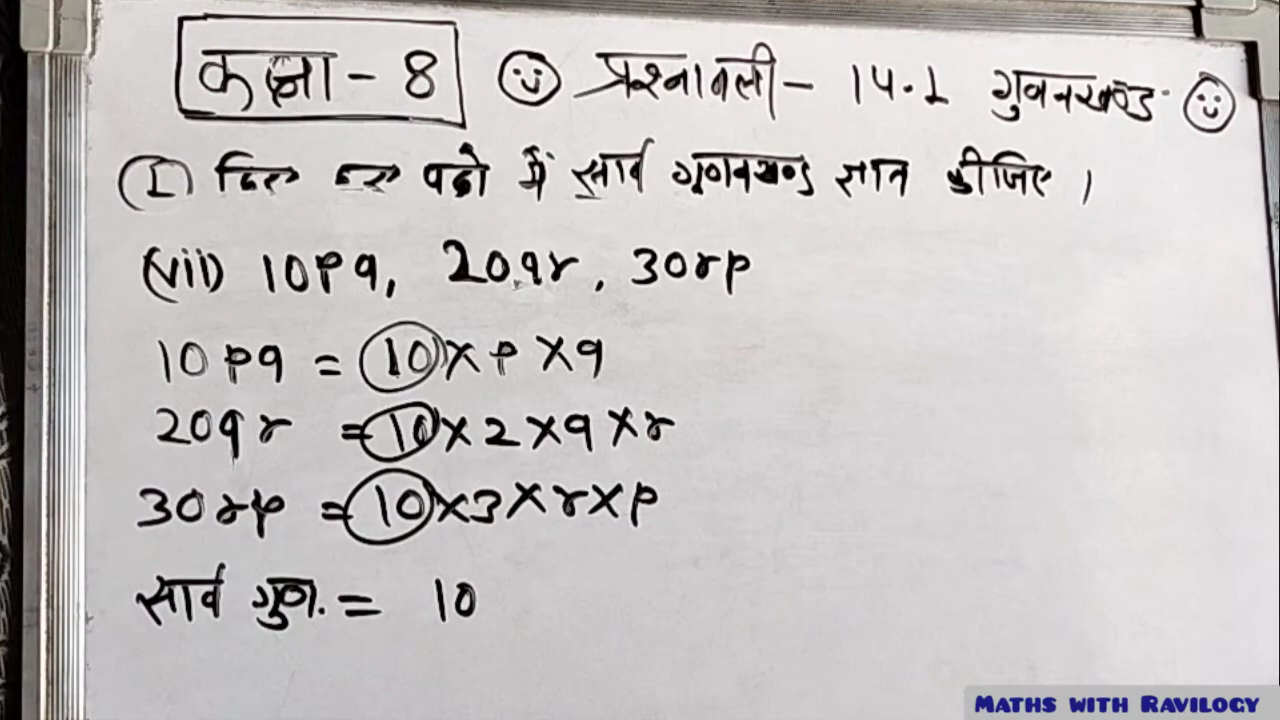 कक्षा - 8 प्रश्नावली - 14.1 गुणनखण्ड
(I) दिए गए पदो में सार्व गुणनखण्ड ज्ञात कीजिए ।
(vii) 10pq, 20qr, 30rp
10pq = 10×p×q
20qr = 10×2×q×r
30rp = 10×3×r×p
सार्व गुण. = 10
MATHS WITH RAVILOGY